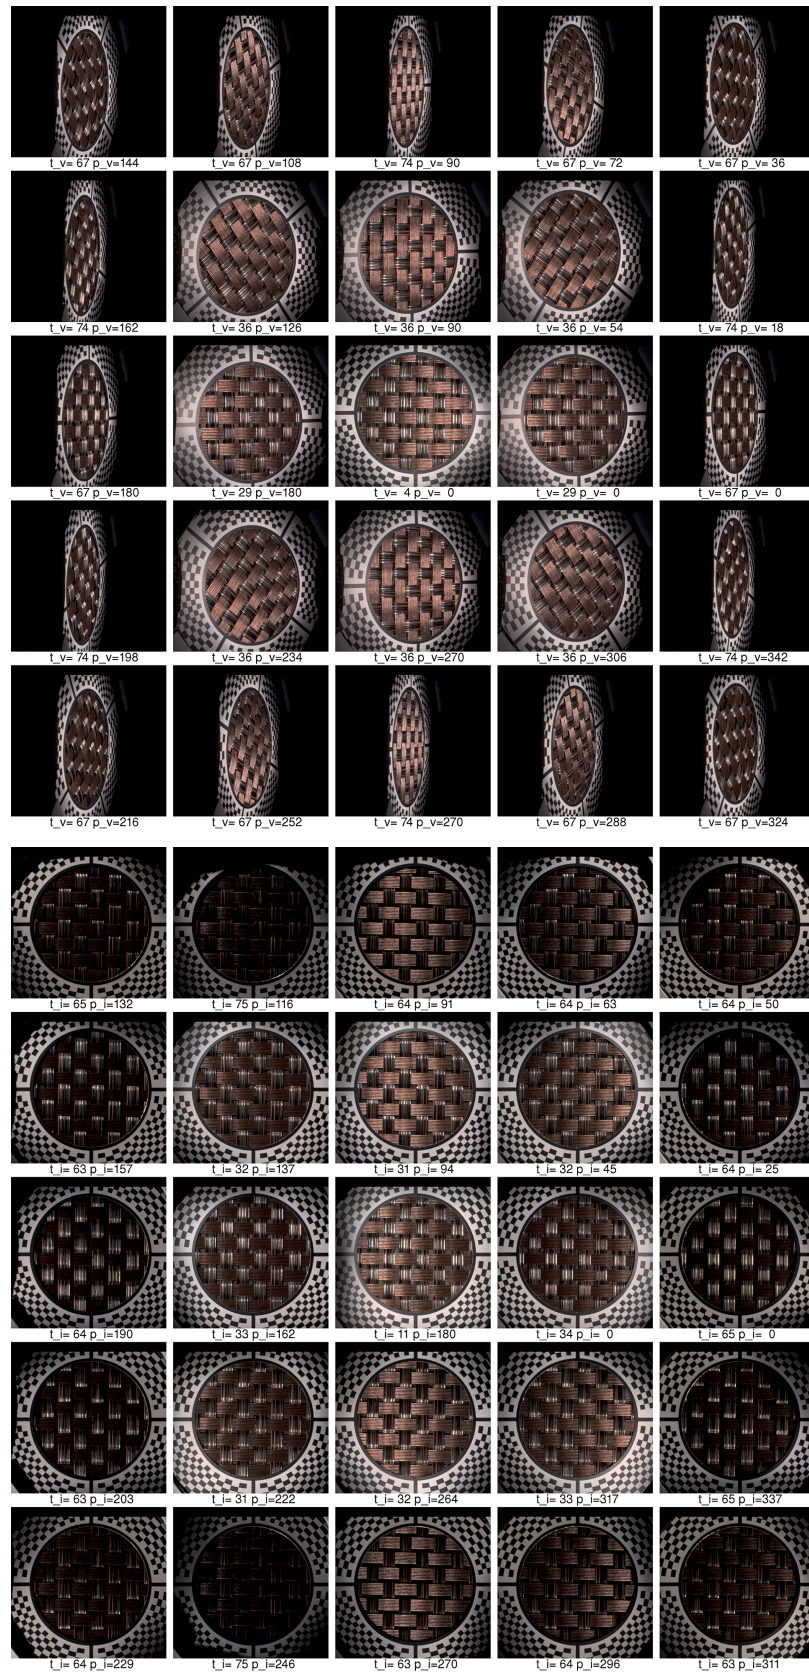 t_v= 67 p_v=144 t_v= 67 p_v=108 t_v= 74 p_v= 90 t_v= 67 p_v= 72 t_v= 67 p_v= 36
t_v= 74 p_v=162 t_v= 36 p_v=126 t_v= 36 p_v= 90 t_v= 36 p_v= 54 t_v= 74 p_v= 18
t_v= 67 p_v=180 t_v= 29 p_v=180 t_v= 4 p_v= 0 t_v= 29 p_v= 0 t_v= 67 p_v= 0
t_v= 74 p_v=198 t_v= 36 p_v=234 t_v= 36 p_v=270 t_v= 36 p_v=306 t_v= 74 p_v=342
t_v= 67 p_v=216 t_v= 67 p_v=252 t_v= 74 p_v=270 t_v= 67 p_v=288 t_v= 67 p_v=324
t_i= 65 p_i=132 t_i= 75 p_i=116 t_i= 64 p_i= 91 t_i= 64 p_i= 63 t_i= 64 p_i= 50
t_i= 63 p_i=157 t_i= 32 p_i=137 t_i= 31 p_i= 94 t_i= 32 p_i= 45 t_i= 64 p_i= 25
t_i= 64 p_i=190 t_i= 33 p_i=162 t_i= 11 p_i=180 t_i= 34 p_i= 0 t_i= 65 p_i= 0
t_i= 63 p_i=203 t_i= 31 p_i=222 t_i= 32 p_i=264 t_i= 33 p_i=317 t_i= 65 p_i=337
t_i= 64 p_i=229 t_i= 75 p_i=246 t_i= 63 p_i=270 t_i= 64 p_i=296 t_i= 63 p_i=311